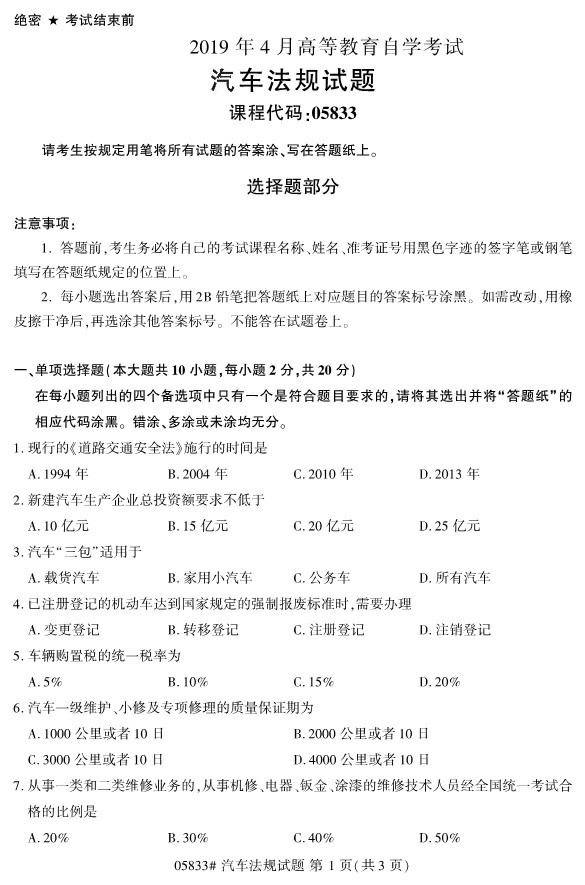 绝密 ★ 考试结束前
2019 年 4 月高等教育自学考试
汽车法规试题
课程代码:05833
请考生按规定用笔将所有试题的答案涂、写在答题纸上。
选择题部分
注意事项:
1. 答题前,考生务必将自己的考试课程名称、姓名、准考证号用黑色字迹的签字笔或钢笔
填写在答题纸规定的位置上。
2. 每小题选出答案后,用 2B 铅笔把答题纸上对应题目的答案标号涂黑。如需改动,用橡
皮擦干净后,再选涂其他答案标号。不能答在试题卷上。
一、单项选择题(本大题共 10 小题,每小题 2 分,共 20 分)
在每小题列出的四个备选项中只有一个是符合题目要求的,请将其选出并将“答题纸”的
相应代码涂黑。错涂、多涂或未涂均无分。
1. 现行的《道路交通安全法》施行的时间是
A. 1994 年 B. 2004 年 C. 2010 年 D. 2013 年
2. 新建汽车生产企业总投资额要求不低于
A. 10 亿元 B. 15 亿元 C. 20 亿元 D. 25 亿元
3. 汽车“三包”适用于
A. 载货汽车 B. 家用小汽车 C. 公务车 D. 所有汽车
4. 已注册登记的机动车达到国家规定的强制报废标准时,需要办理
A. 变更登记 B. 转移登记 C. 注册登记 D. 注销登记
5. 车辆购置税的统一税率为
A. 5% B. 10% C. 15% D. 20%
6. 汽车一级维护、小修及专项修理的质量保证期为
A. 1000 公里或者 10 日 B. 2000 公里或者 10 日
C. 3000 公里或者 10 日 D. 4000 公里或者 10 日
7. 从事一类和二类维修业务的,从事机修、电器、钣金、涂漆的维修技术人员经全国统一考试合
格的比例是
A. 20% B. 30% C. 40% D. 50%
05833# 汽车法规试题 第 1 页(共 3 页)